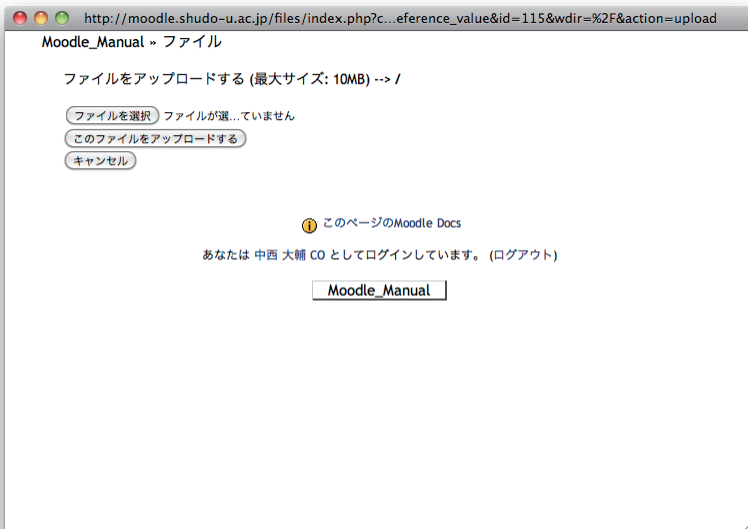 http://moodle.shudo-u.ac.jp/files/index.php?c...eference_value&id=115&wdir=%2F&action=upload
Moodle_Manual » ファイル
ファイルをアップロードする (最大サイズ: 10MB) --> /
ファイルを選択 ファイルが選...ていません
このファイルをアップロードする
キャンセル
i このページのMoodle Docs
あなたは 中西 大輔 CO としてログインしています。 (ログアウト)
Moodle_Manual